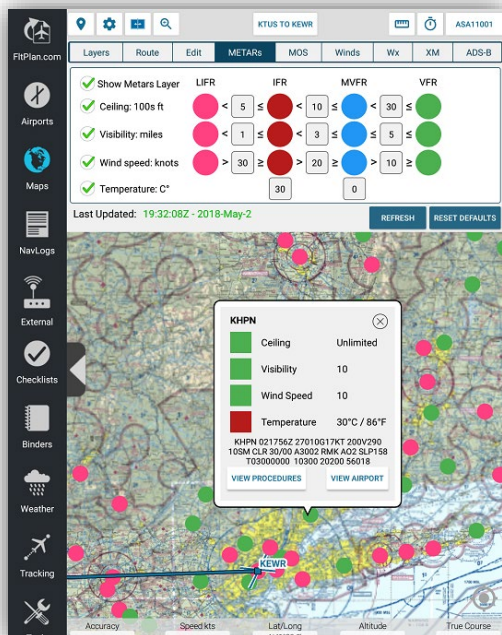 KTUS TO KEWR
ASA11001
FltPlan.com
Layers Route Edit METARs MOS Winds Wx XM ADS-B
Show Metars Layer LIFR IFR MVFR VFR
Ceiling: 100s ft < 5 ≤ < 10 ≤ < 30 ≤
Visibility: miles < 1 ≤ < 3 ≤ ≤ 5 ≤
Wind speed: knots > 30 ≥ > 20 ≥ > 10 ≥
Temperature: C° 30 0
Last Updated: 19:32:08Z - 2018-May-2
REFRESH RESET DEFAULTS
Airports
Maps
NavLogs
External
Checklists
Binders
Weather
Tracking
KHPN
Ceiling Unlimited
Visibility 10
Wind Speed 10
Temperature 30°C / 86°F
KHPN 021756Z 27010G17KT 200V290
10SM CLR 30/00 A3002 RMK AO2 SLP158
T03000000 10300 20200 56018
VIEW PROCEDURES VIEW AIRPORT
KEWR
Accuracy Speed kts Lat/Long Altitude True Course